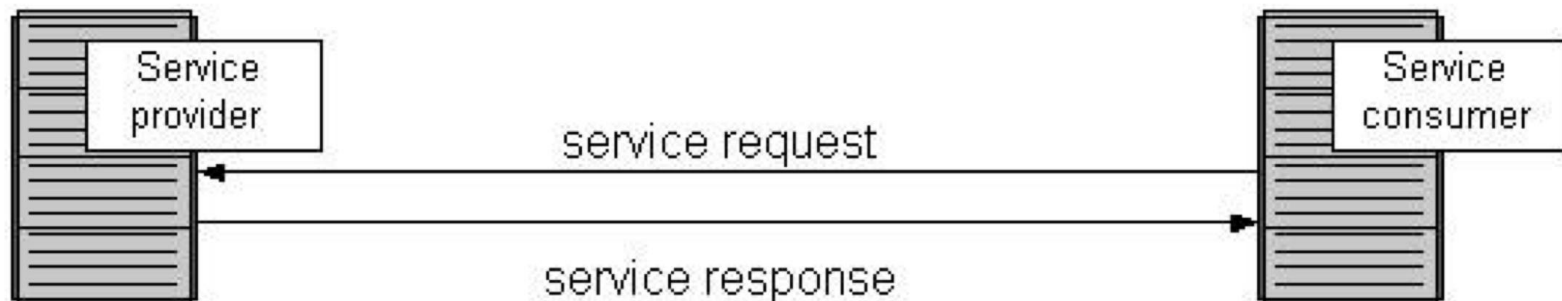 Service
provider
Service
consumer
service request
service response